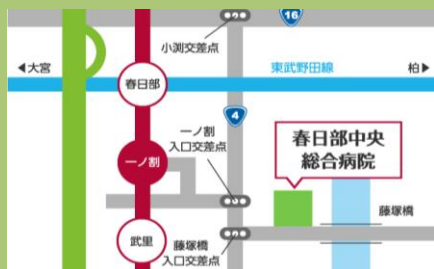 16
小渕交差点
◀大宮
東武野田線
柏▶
春日部
4
一ノ割
入口交差点
春日部中央
総合病院
一ノ割
藤塚橋
武里
藤塚橋
入口交差点